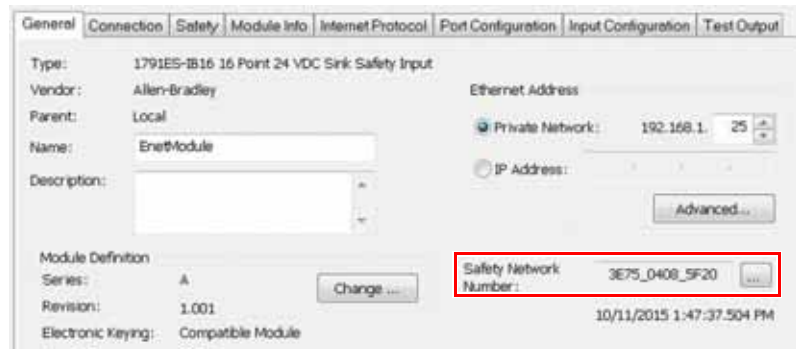 General Connection Safety Module Info Internet Protocol Port Configuration Input Configuration Test Output
Type: 1791ES-IB16 16 Point 24 VDC Sink Safety Input
Vendor: Allen-Bradley
Parent: Local
Name: EnetModule
Description:
Ethernet Address
Private Network: 192.168.1. 25
IP Address:
Advanced...
Module Definition
Series: A
Change ...
Revision: 1.001
Electronic Keying: Compatible Module
Safety Network
Number: 3E75_0408_5F20 ...
10/11/2015 1:47:37.504 PM